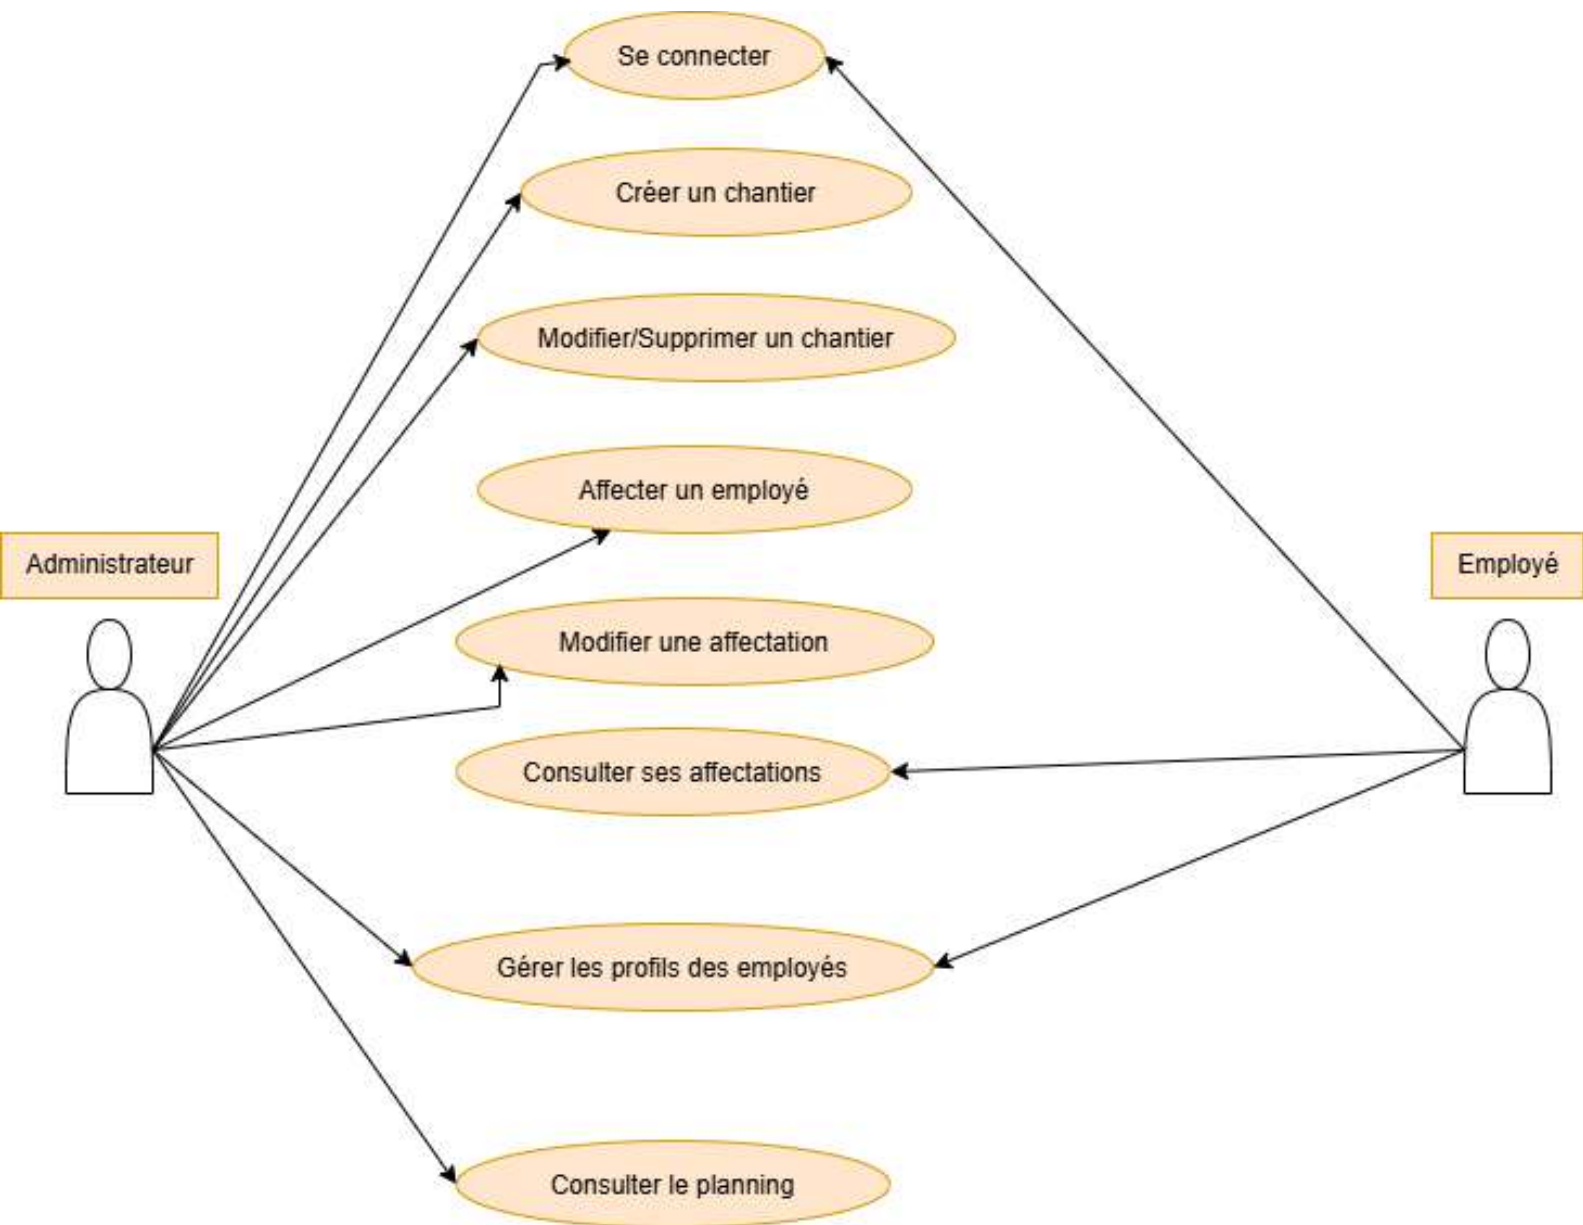 Se connecter
Créer un chantier
Modifier/Supprimer un chantier
Affecter un employé
Administrateur
Employé
Modifier une affectation
Consulter ses affectations
Gérer les profils des employés
Consulter le planning